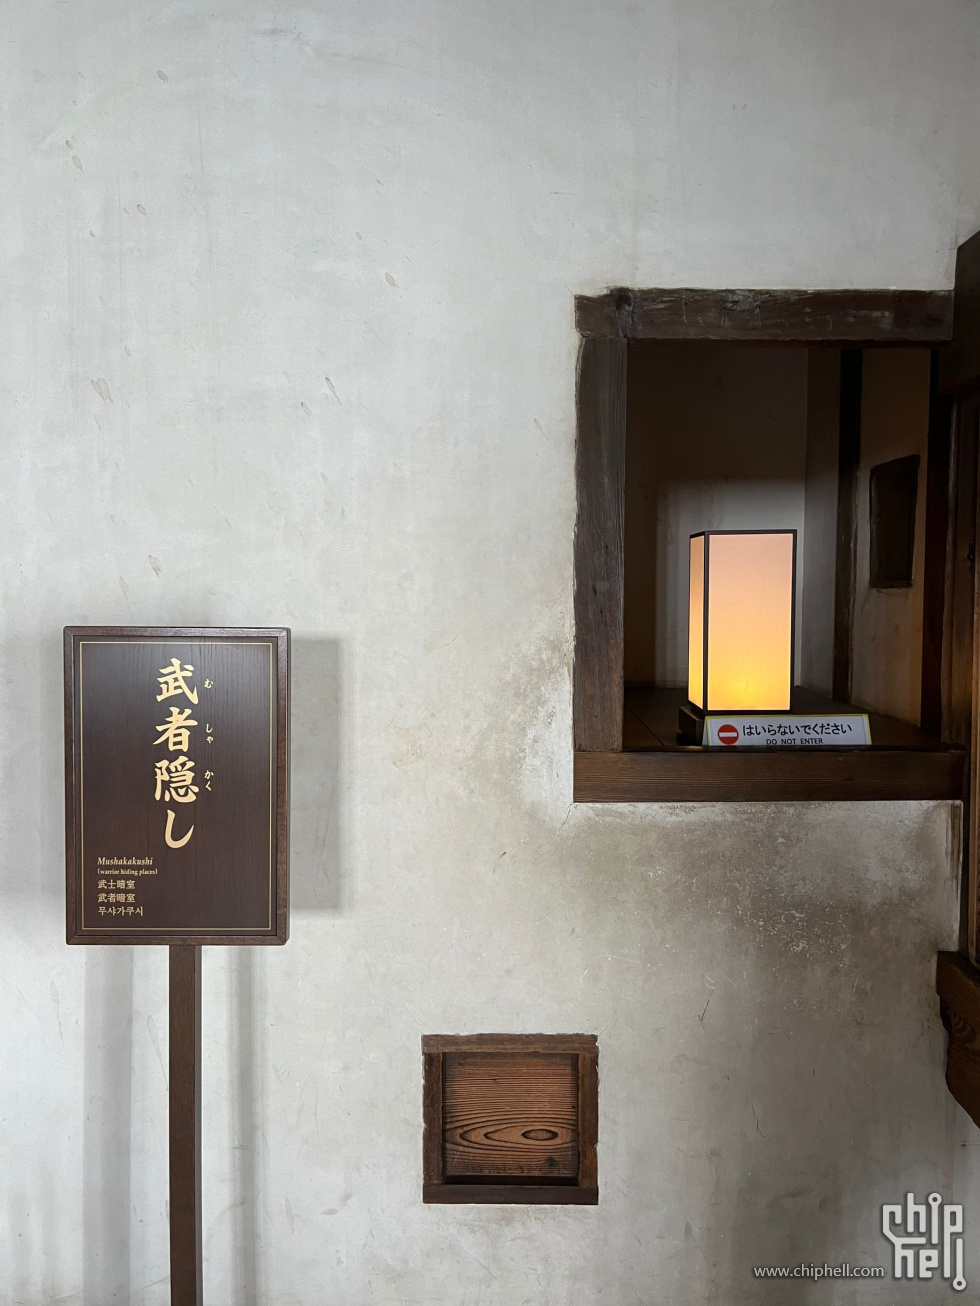 武者隠し
む しゃ かく
Mushakakushi
(warrior hiding places)
武士暗室
武者暗室
무샤가쿠시
はいらないでください
DO NOT ENTER
chip
hell
www.chiphell.com